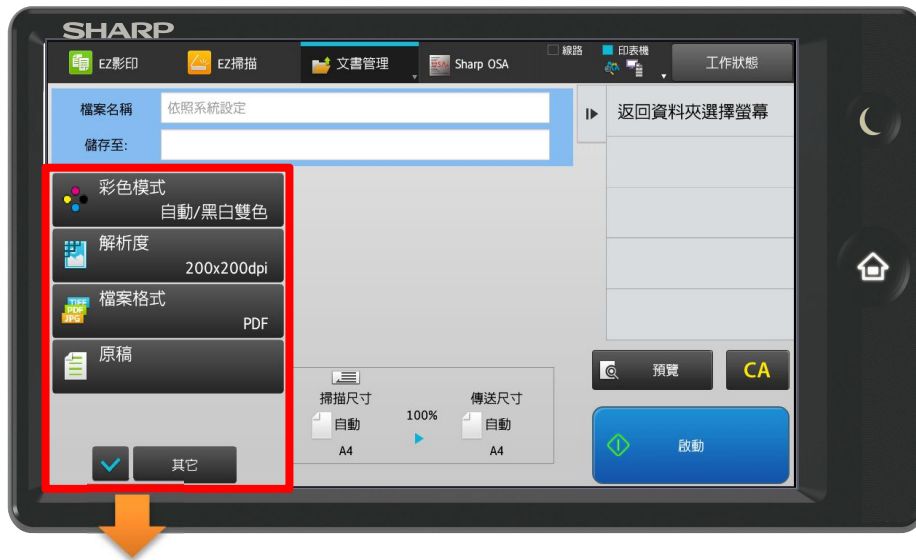 SHARP
EZ影印
EZ掃描
文書管理
Sharp OSA
線路
印表機
工作狀態
檔案名稱
依照系統設定
儲存至:
返回資料夾選擇螢幕
彩色模式
自動/黑白雙色
解析度
200x200dpi
檔案格式
TIFF
PDF
JPG
PDF
原稿
掃描尺寸
自動
A4
100%
傳送尺寸
自動
A4
預覽
CA
其它
啟動